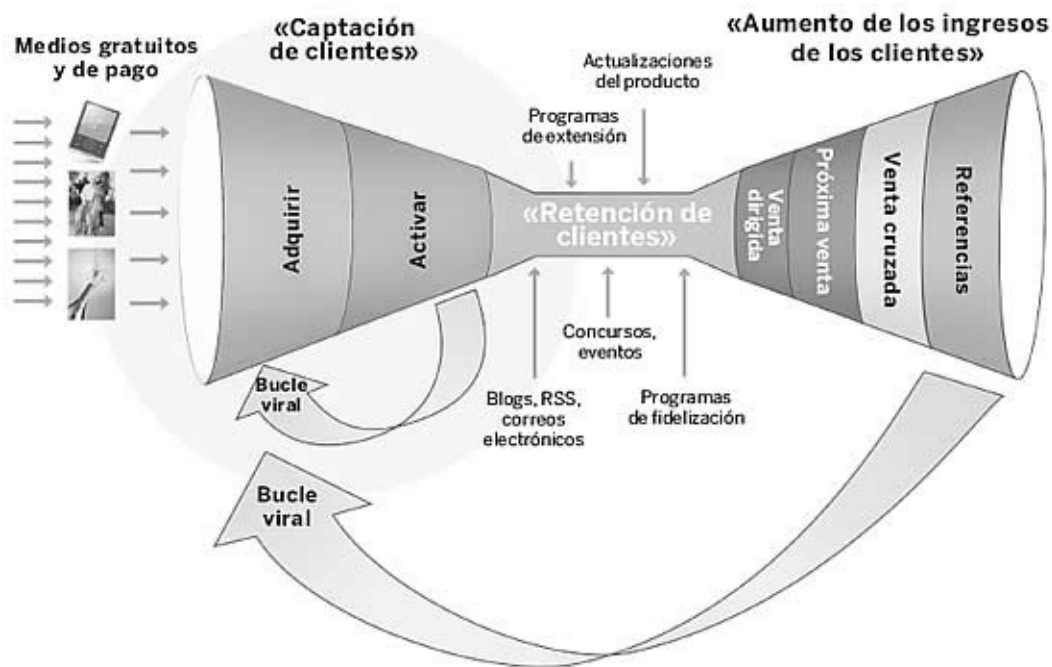 Medios gratuitos
y de pago
«Captación
de clientes»
«Aumento de los ingresos
de los clientes»
Actualizaciones
del producto
Programas
de extensión
Adquirir
Activar
«Retención de
clientes»
Venta
dirigida
Próxima venta
Venta cruzada
Referencias
Bucle
viral
Blogs, RSS,
correos
electrónicos
Concursos,
eventos
Programas
de fidelización
Bucle
viral